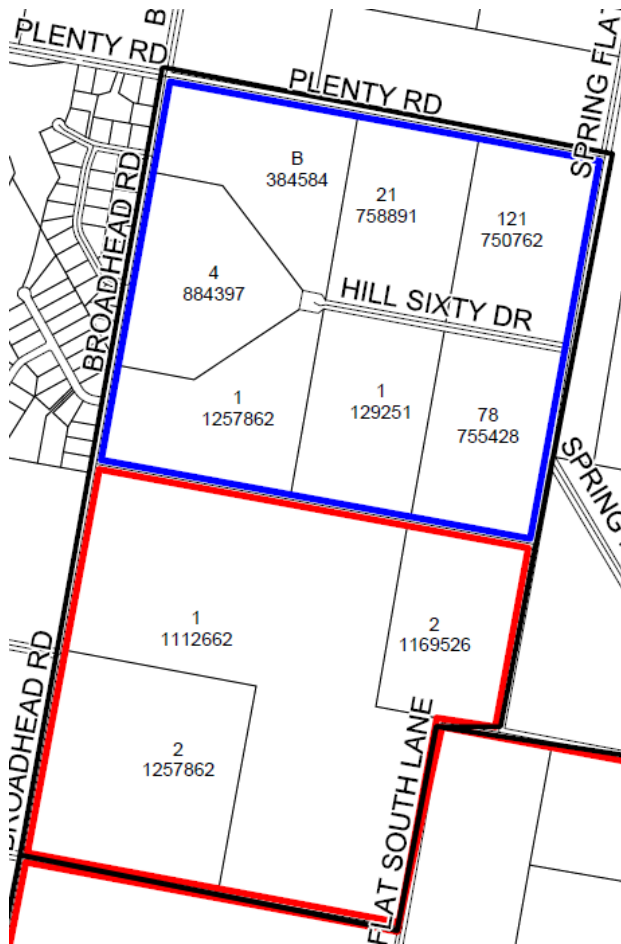 B
PLENTY RD
PLENTY RD
SPRING FLA
B
384584
21
758891
121
750762
BROADHEAD RD
4
884397
HILL SIXTY DR
1
1257862
1
129251
78
755428
SPRING
1
1112662
2
1169526
BROADHEAD RD
2
1257862
FLAT SOUTH LANE